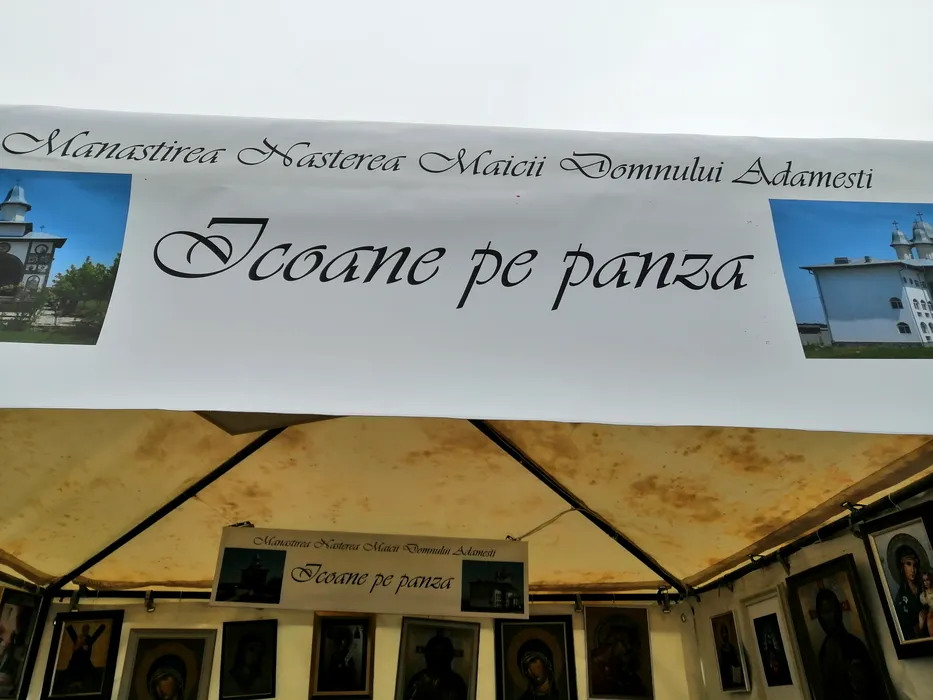 Manastirea Nasterea Maicii Domnului Adamesti
Icoane pe panza
Manastirea Nasterea Maicii Domnului Adamesti
Icoane pe panza